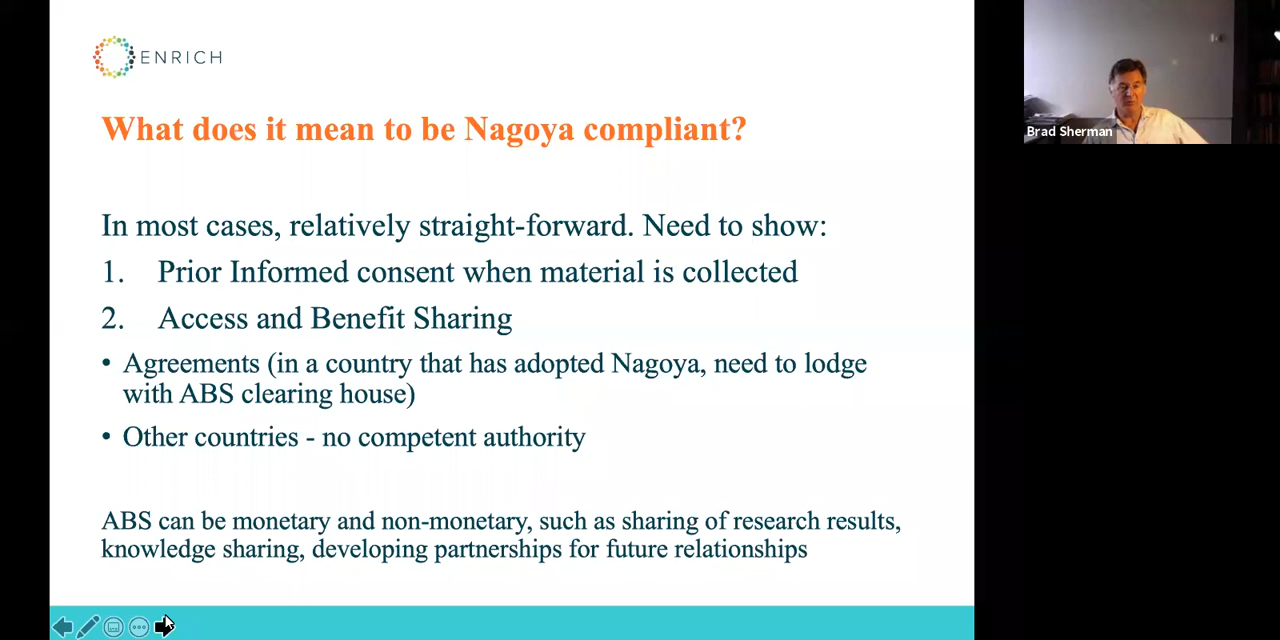 ENRICH
What does it mean to be Nagoya compliant?
In most cases, relatively straight-forward. Need to show:
1. Prior Informed consent when material is collected
2. Access and Benefit Sharing
• Agreements (in a country that has adopted Nagoya, need to lodge
with ABS clearing house)
• Other countries - no competent authority
ABS can be monetary and non-monetary, such as sharing of research results,
knowledge sharing, developing partnerships for future relationships
Brad Sherman